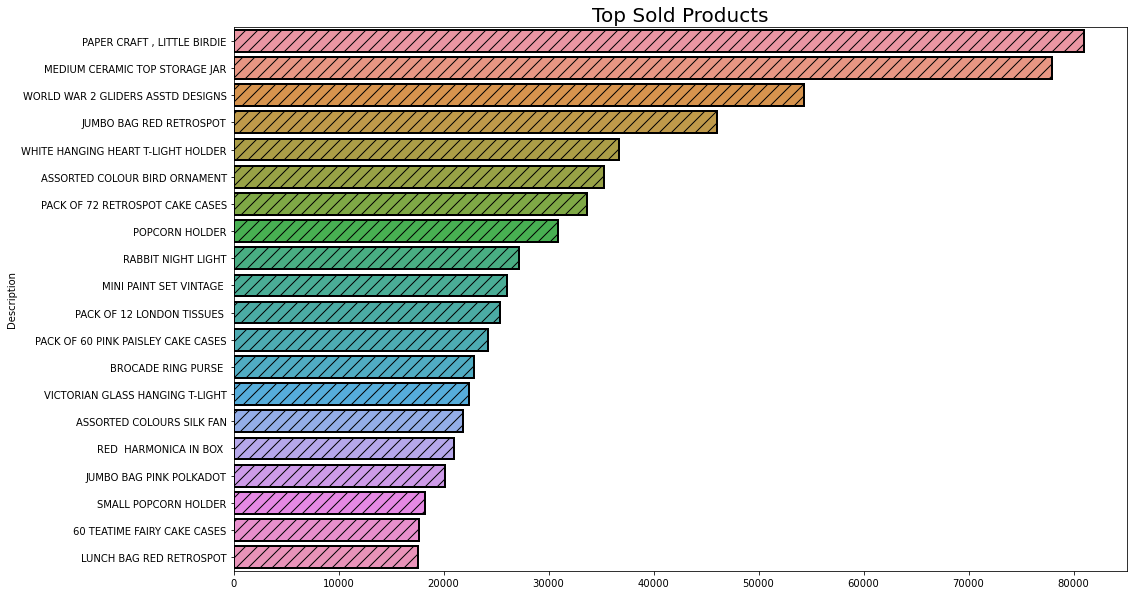 Top Sold Products
Description
PAPER CRAFT , LITTLE BIRDIE
MEDIUM CERAMIC TOP STORAGE JAR
WORLD WAR 2 GLIDERS ASSTD DESIGNS
JUMBO BAG RED RETROSPOT
WHITE HANGING HEART T-LIGHT HOLDER
ASSORTED COLOUR BIRD ORNAMENT
PACK OF 72 RETROSPOT CAKE CASES
POPCORN HOLDER
RABBIT NIGHT LIGHT
MINI PAINT SET VINTAGE
PACK OF 12 LONDON TISSUES
PACK OF 60 PINK PAISLEY CAKE CASES
BROCADE RING PURSE
VICTORIAN GLASS HANGING T-LIGHT
ASSORTED COLOURS SILK FAN
RED  HARMONICA IN BOX
JUMBO BAG PINK POLKADOT
SMALL POPCORN HOLDER
60 TEATIME FAIRY CAKE CASES
LUNCH BAG RED RETROSPOT
0 10000 20000 30000 40000 50000 60000 70000 80000